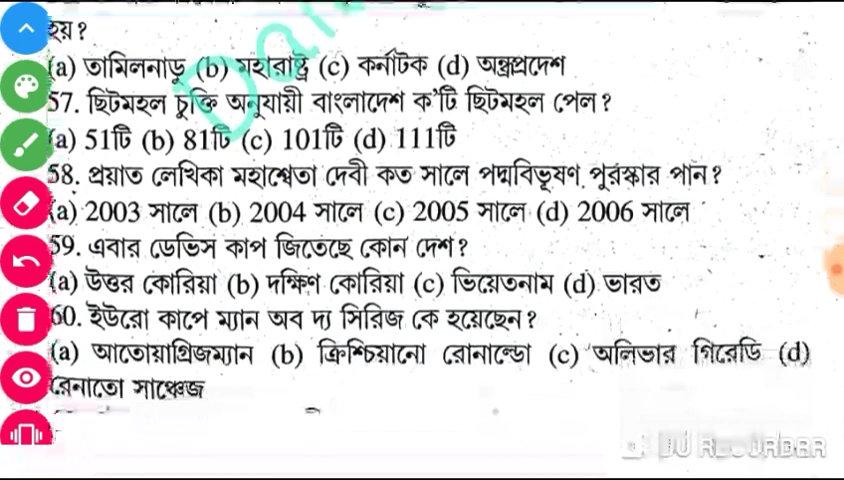 হয়?
(a) তামিলনাড়ু (b) মহারাষ্ট্র (c) কর্নাটক (d) অন্ধ্রপ্রদেশ
57. ছিটমহল চুক্তি অনুযায়ী বাংলাদেশ ক'টি ছিটমহল পেল?
(a) 51টি (b) 81টি (c) 101টি (d) 111টি
58. প্রয়াত লেখিকা মহাশ্বেতা দেবী কত সালে পদ্মবিভূষণ পুরস্কার পান?
(a) 2003 সালে (b) 2004 সালে (c) 2005 সালে (d) 2006 সালে
59. এবার ডেভিস কাপ জিতেছে কোন দেশ?
(a) উত্তর কোরিয়া (b) দক্ষিণ কোরিয়া (c) ভিয়েতনাম (d) ভারত
60. ইউরো কাপে ম্যান অব দ্য সিরিজ কে হয়েছেন?
(a) আতোয়াগ্রিজম্যান (b) ক্রিশ্চিয়ানো রোনাল্ডো (c) অলিভার গিরেডি (d)
রেনাতো সাঞ্চেজ
DU RECORDER